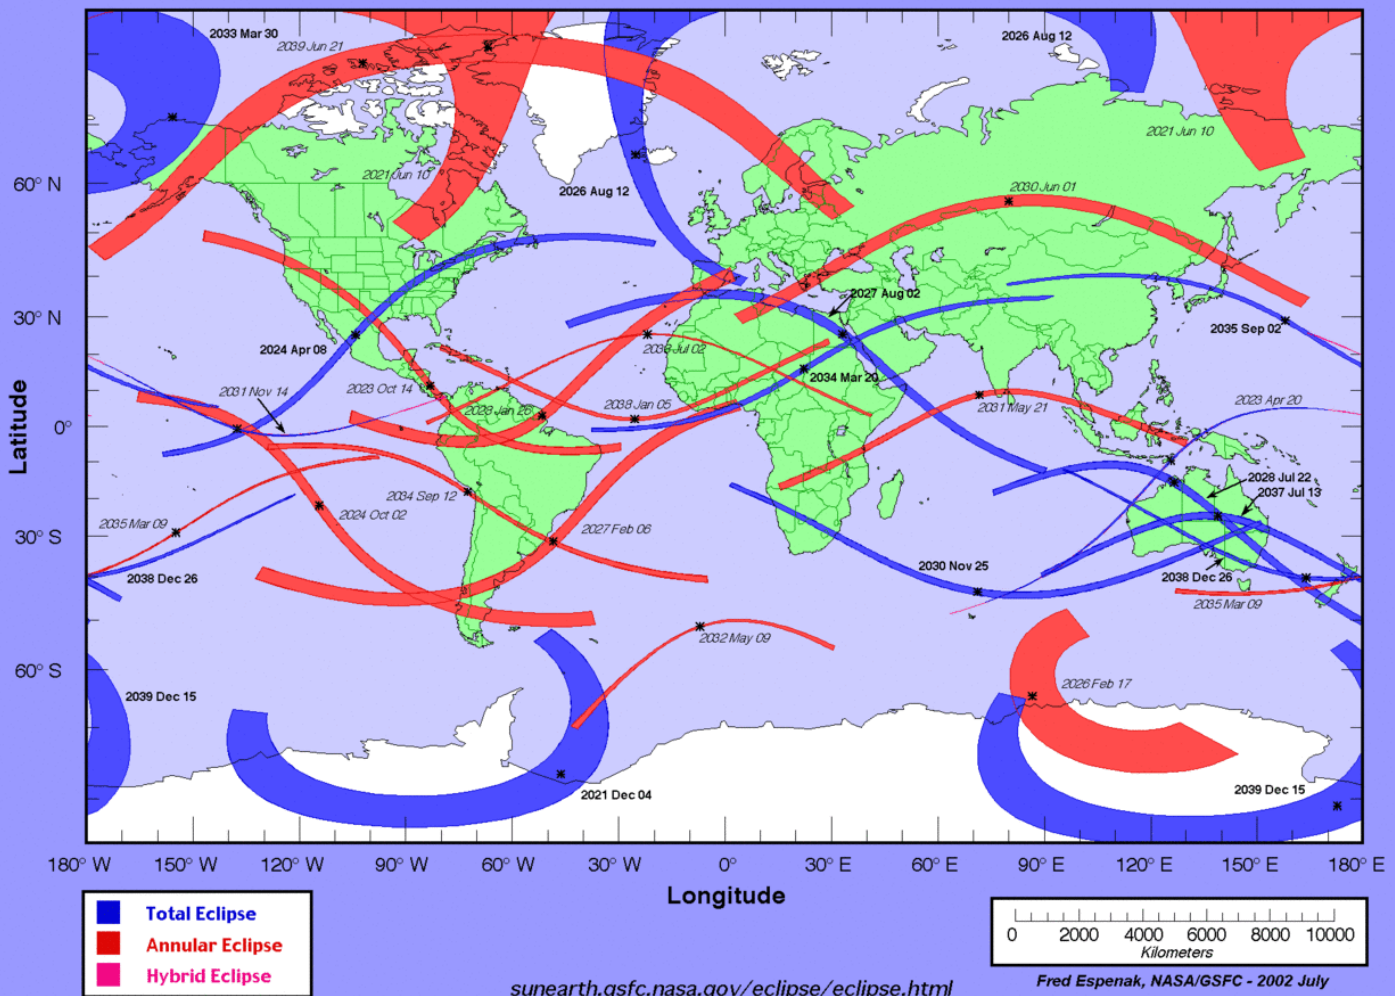 2033 Mar 30
2039 Jun 21
2026 Aug 12
2021 Jun 10
2021 Jun 10
60° N
2026 Aug 12
2030 Jun 01
2027 Aug 02
30° N
2035 Sep 02
2024 Apr 08
2038 Jul 02
2034 Mar 20
2031 Nov 14
2023 Oct 14
2028 Jan 26
2038 Jan 05
2031 May 21
2023 Apr 20
0°
Latitude
2028 Jul 22
2037 Jul 13
2034 Sep 12
2024 Oct 02
2035 Mar 09
2027 Feb 06
30° S
2038 Dec 26
2030 Nov 25
2038 Dec 26
2035 Mar 09
2032 May 09
60° S
2039 Dec 15
2026 Feb 17
2021 Dec 04
2039 Dec 15
180° W 150° W 120° W 90° W 60° W 30° W 0° 30° E 60° E 90° E 120° E 150° E 180° E
Longitude
Total Eclipse
Annular Eclipse
Hybrid Eclipse
0 2000 4000 6000 8000 10000
Kilometers
Fred Espenak, NASA/GSFC - 2002 July
sunearth.gsfc.nasa.gov/eclipse/eclipse.html